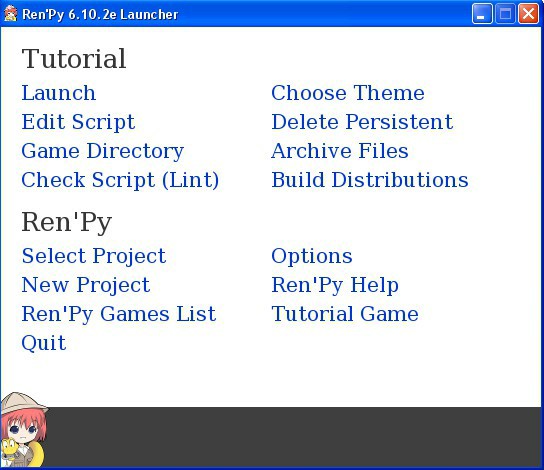 Ren'Py 6.10.2e Launcher
Tutorial
Launch
Choose Theme
Edit Script
Delete Persistent
Game Directory
Archive Files
Check Script (Lint)
Build Distributions
Ren'Py
Select Project
Options
New Project
Ren'Py Help
Ren'Py Games List
Tutorial Game
Quit